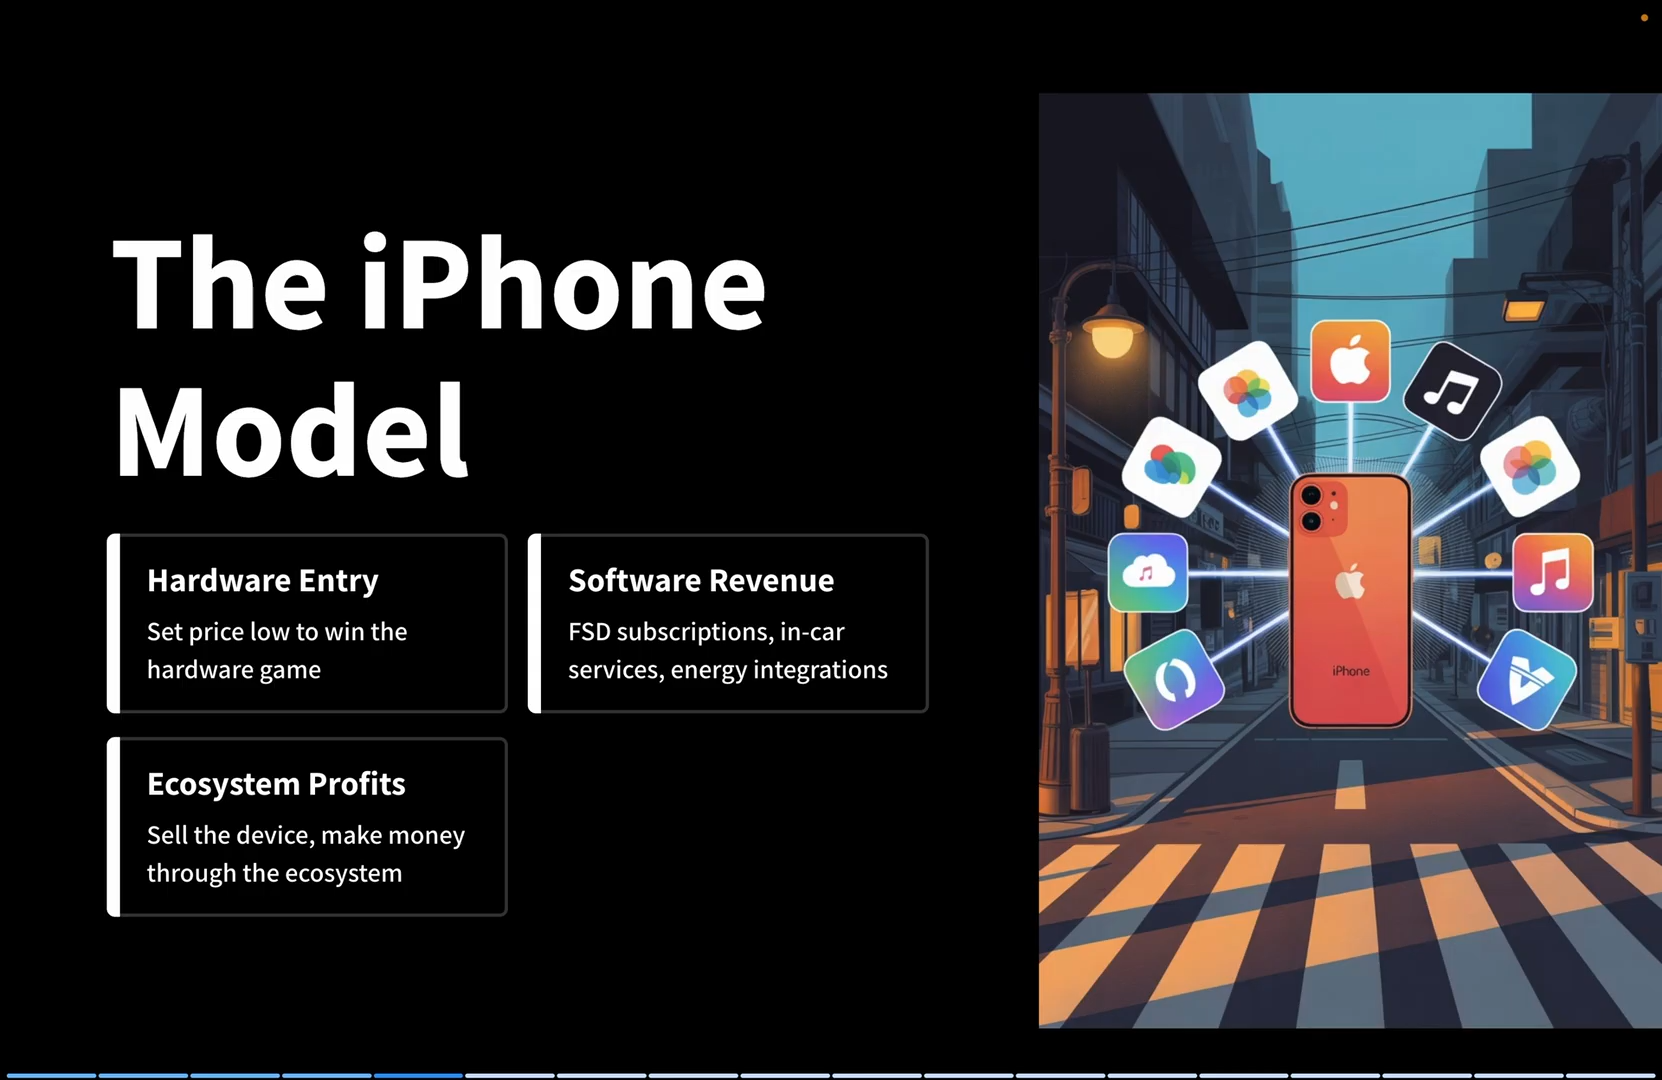 The iPhone
Model
Hardware Entry
Set price low to win the
hardware game
Software Revenue
FSD subscriptions, in-car
services, energy integrations
Ecosystem Profits
Sell the device, make money
through the ecosystem
iPhone